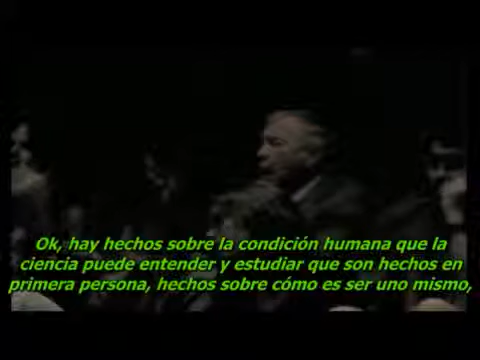 Ok, hay hechos sobre la condición humana que la
ciencia puede entender y estudiar que son hechos en
primera persona, hechos sobre cómo es ser uno mismo,